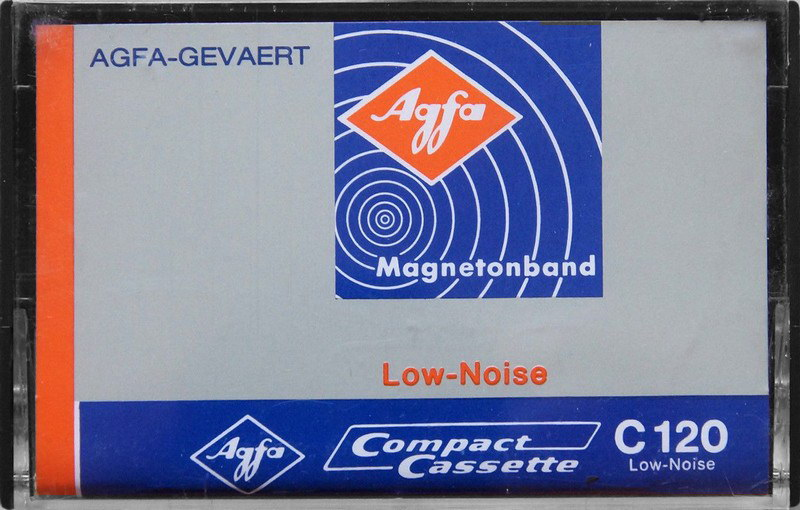 AGFA-GEVAERT
Agfa
Magnetonband
Low-Noise
Agfa
Compact
Cassette
C 120
Low-Noise